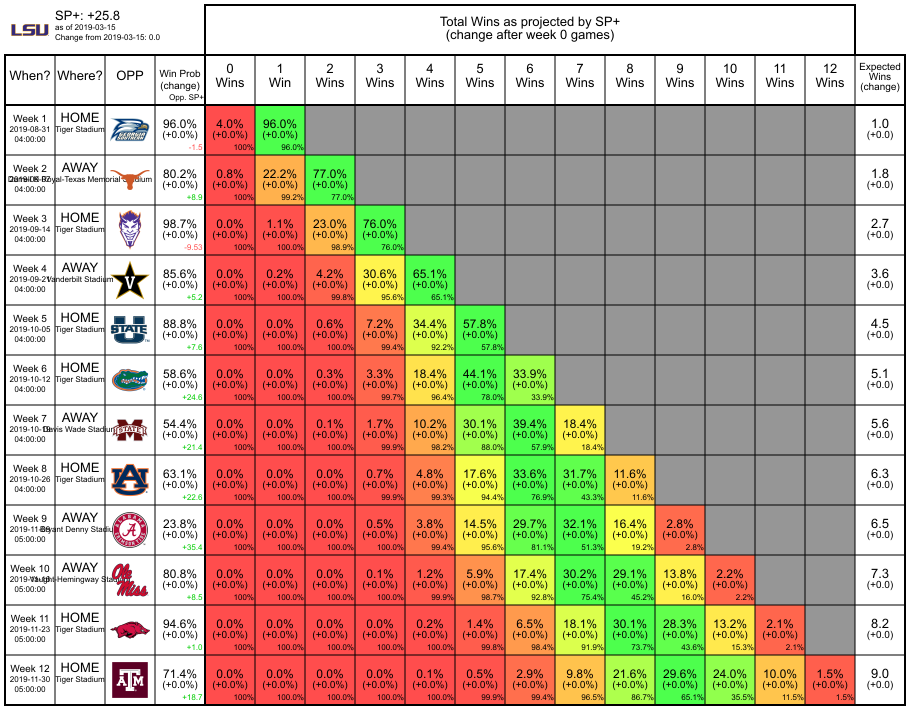 LSU
SP+: +25.8
as of 2019-03-15
Change from 2019-03-15: 0.0
Total Wins as projected by SP+
(change after week 0 games)
When? Where? OPP Win Prob (change) Opp. SP+ 0 Wins 1 Win 2 Wins 3 Wins 4 Wins 5 Wins 6 Wins 7 Wins 8 Wins 9 Wins 10 Wins 11 Wins 12 Wins Expected Wins (change)
Week 1 HOME 96.0% 4.0% 96.0% 1.0
2019-08-31 Tiger Stadium (+0.0%) (+0.0%) (+0.0%) (+0.0)
04:00:00 -1.5 100% 96.0%
Week 2 AWAY 80.2% 0.8% 22.2% 77.0% 1.8
Royal-Texas Memorial Stadium (+0.0%) (+0.0%) (+0.0%) (+0.0%) (+0.0)
04:00:00 +8.9 100% 99.2% 77.0%
Week 3 HOME 98.7% 0.0% 1.1% 23.0% 76.0% 2.7
2019-09-14 Tiger Stadium (+0.0%) (+0.0%) (+0.0%) (+0.0%) (+0.0%) (+0.0)
04:00:00 -9.53 100% 100.0% 98.9% 76.0%
Week 4 AWAY V 85.6% 0.0% 0.2% 4.2% 30.6% 65.1% 3.6
2019-09-21 Vanderbilt Stadium (+0.0%) (+0.0%) (+0.0%) (+0.0%) (+0.0%) (+0.0%) (+0.0)
04:00:00 +5.2 100% 100.0% 99.8% 95.6% 65.1%
Week 5 HOME STATE 88.8% 0.0% 0.0% 0.6% 7.2% 34.4% 57.8% 4.5
2019-10-05 Tiger Stadium (+0.0%) (+0.0%) (+0.0%) (+0.0%) (+0.0%) (+0.0%) (+0.0%) (+0.0)
04:00:00 +7.6 100% 100.0% 100.0% 99.4% 92.2% 57.8%
Week 6 HOME Gators 58.6% 0.0% 0.0% 0.3% 3.3% 18.4% 44.1% 33.9% 5.1
2019-10-12 Tiger Stadium (+0.0%) (+0.0%) (+0.0%) (+0.0%) (+0.0%) (+0.0%) (+0.0%) (+0.0%) (+0.0)
04:00:00 +24.6 100% 100.0% 100.0% 99.7% 96.4% 78.0% 33.9%
Week 7 AWAY STATE 54.4% 0.0% 0.0% 0.1% 1.7% 10.2% 30.1% 39.4% 18.4% 5.6
Davis Wade Stadium (+0.0%) (+0.0%) (+0.0%) (+0.0%) (+0.0%) (+0.0%) (+0.0%) (+0.0%) (+0.0%) (+0.0)
04:00:00 +21.4 100% 100.0% 100.0% 99.9% 98.2% 88.0% 57.9% 18.4%
Week 8 HOME AU 63.1% 0.0% 0.0% 0.0% 0.7% 4.8% 17.6% 33.6% 31.7% 11.6% 6.3
2019-10-26 Tiger Stadium (+0.0%) (+0.0%) (+0.0%) (+0.0%) (+0.0%) (+0.0%) (+0.0%) (+0.0%) (+0.0%) (+0.0%) (+0.0)
04:00:00 +22.6 100% 100.0% 100.0% 99.9% 99.3% 94.4% 76.9% 43.3% 11.6%
Week 9 AWAY A 23.8% 0.0% 0.0% 0.0% 0.5% 3.8% 14.5% 29.7% 32.1% 16.4% 2.8% 6.5
Bryant Denny Stadium (+0.0%) (+0.0%) (+0.0%) (+0.0%) (+0.0%) (+0.0%) (+0.0%) (+0.0%) (+0.0%) (+0.0%) (+0.0%) (+0.0)
05:00:00 +35.4 100% 100.0% 100.0% 100.0% 99.4% 95.6% 81.1% 51.3% 19.2% 2.8%
Week 10 AWAY Ole Miss 80.8% 0.0% 0.0% 0.0% 0.1% 1.2% 5.9% 17.4% 30.2% 29.1% 13.8% 2.2% 7.3
Vaught-Hemingway Stadium (+0.0%) (+0.0%) (+0.0%) (+0.0%) (+0.0%) (+0.0%) (+0.0%) (+0.0%) (+0.0%) (+0.0%) (+0.0%) (+0.0%) (+0.0)
05:00:00 +8.5 100% 100.0% 100.0% 100.0% 99.9% 98.7% 92.8% 75.4% 45.2% 16.0% 2.2%
Week 11 HOME 94.6% 0.0% 0.0% 0.0% 0.0% 0.2% 1.4% 6.5% 18.1% 30.1% 28.3% 13.2% 2.1% 8.2
2019-11-23 Tiger Stadium (+0.0%) (+0.0%) (+0.0%) (+0.0%) (+0.0%) (+0.0%) (+0.0%) (+0.0%) (+0.0%) (+0.0%) (+0.0%) (+0.0%) (+0.0%) (+0.0)
05:00:00 +1.0 100% 100.0% 100.0% 100.0% 100.0% 99.8% 98.4% 91.9% 73.7% 43.6% 15.3% 2.1%
Week 12 HOME ATM 71.4% 0.0% 0.0% 0.0% 0.0% 0.1% 0.5% 2.9% 9.8% 21.6% 29.6% 24.0% 10.0% 1.5% 9.0
2019-11-30 Tiger Stadium (+0.0%) (+0.0%) (+0.0%) (+0.0%) (+0.0%) (+0.0%) (+0.0%) (+0.0%) (+0.0%) (+0.0%) (+0.0%) (+0.0%) (+0.0%) (+0.0%) (+0.0)
05:00:00 +18.7 100% 100.0% 100.0% 100.0% 100.0% 99.9% 99.4% 96.5% 86.7% 65.1% 35.5% 11.5% 1.5%